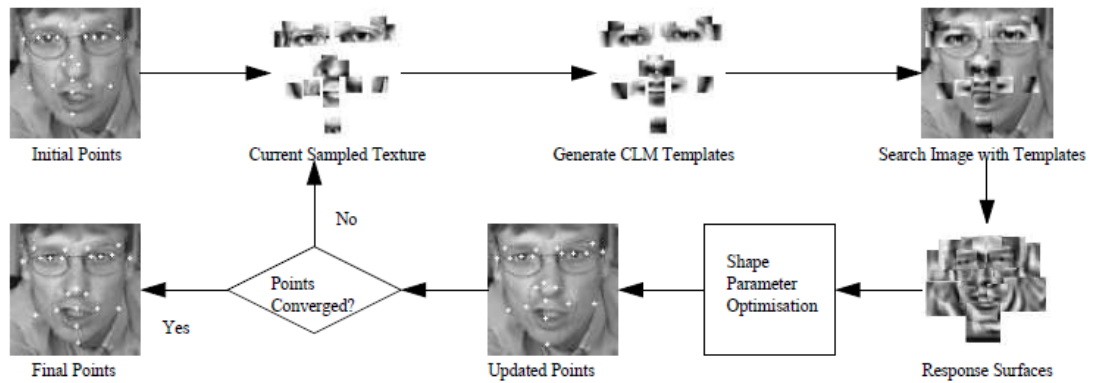 Initial Points
Current Sampled Texture
Generate CLM Templates
Search Image with Templates
No
Shape
Parameter
Optimisation
Points
Converged?
Yes
Final Points
Updated Points
Response Surfaces